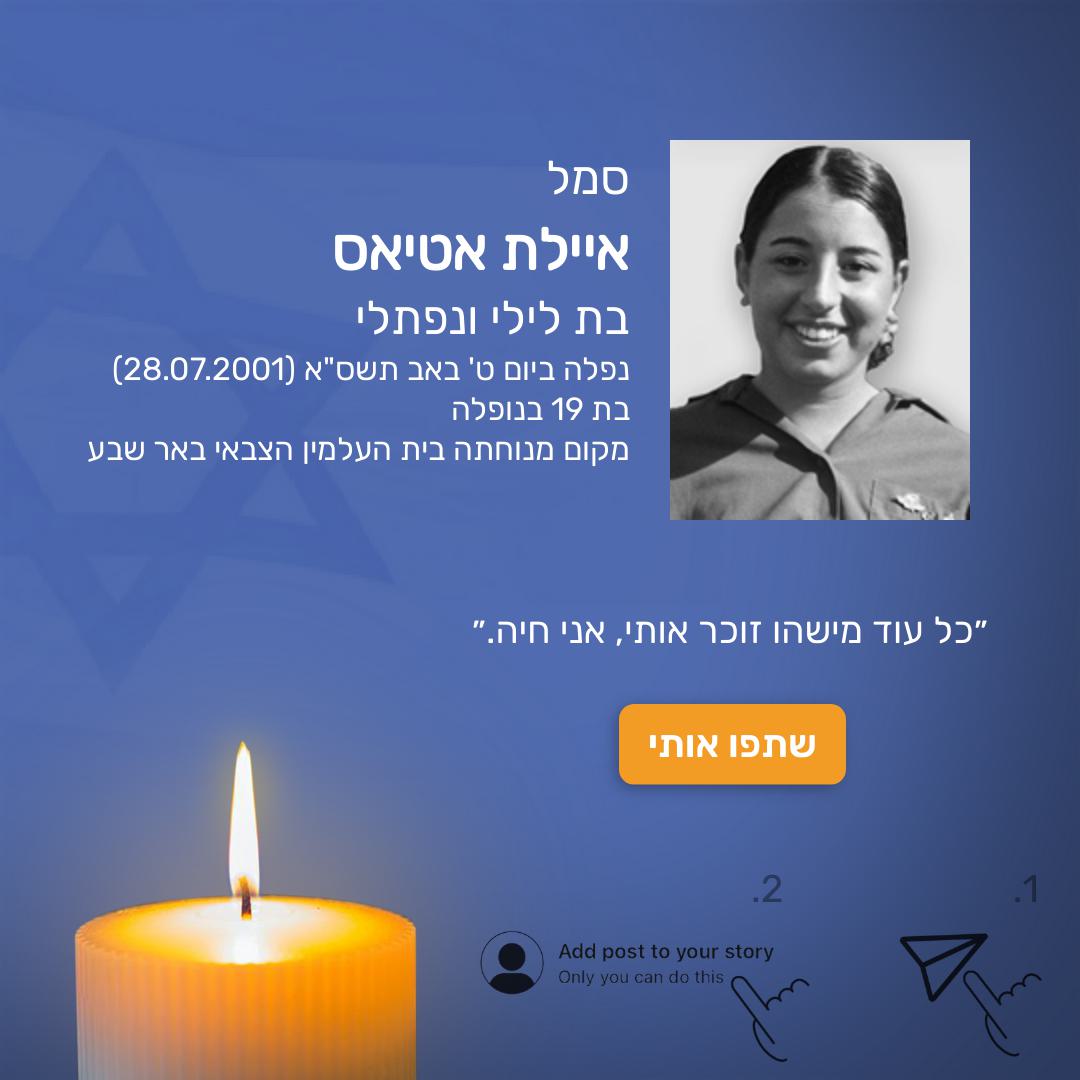 סמל
איילת אטיאס
בת לילי ונפתלי
נפלה ביום ט' באב תשס"א (28.07.2001)
בת 19 בנופלה
מקום מנוחתה בית העלמין הצבאי באר שבע
״כל עוד מישהו זוכר אותי, אני חיה.״
שתפו אותי
1.
2.
Add post to your story
Only you can do this